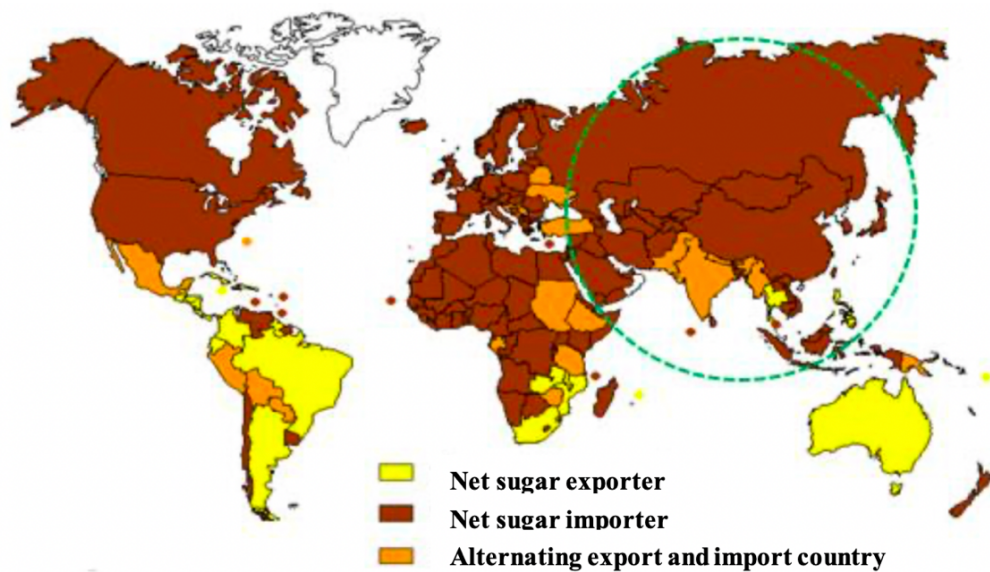 Net sugar exporter
Net sugar importer
Alternating export and import country